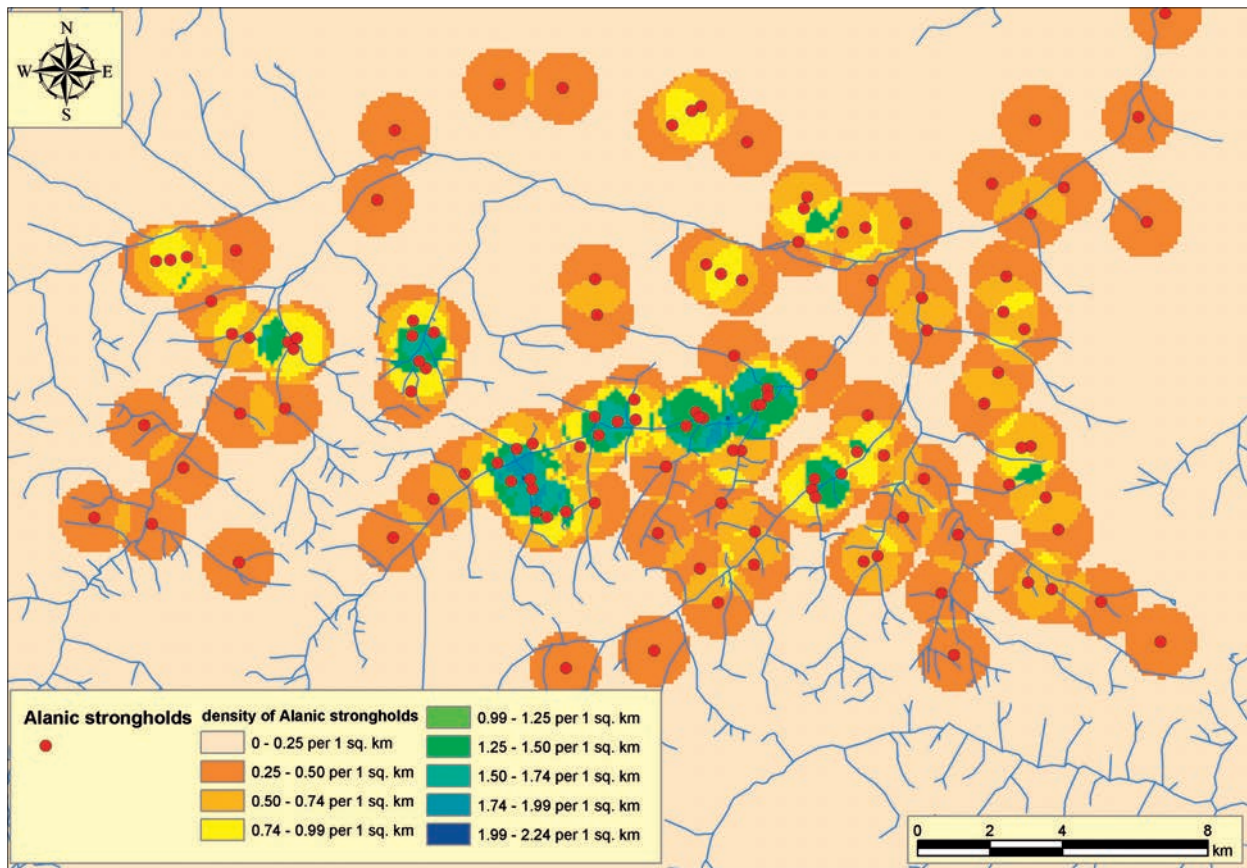 N
W E
S
Alanic strongholds
density of Alanic strongholds
0 - 0.25 per 1 sq. km
0.25 - 0.50 per 1 sq. km
0.50 - 0.74 per 1 sq. km
0.74 - 0.99 per 1 sq. km
0.99 - 1.25 per 1 sq. km
1.25 - 1.50 per 1 sq. km
1.50 - 1.74 per 1 sq. km
1.74 - 1.99 per 1 sq. km
1.99 - 2.24 per 1 sq. km
0 2 4 8
km